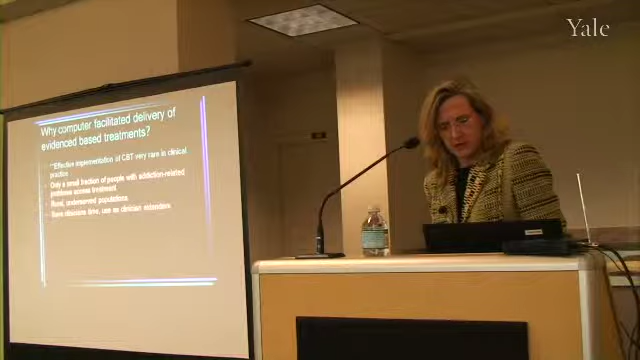 Yale
Why computer facilitated delivery of
evidenced based treatments?
**Effective implementation of CBT very rare in clinical
practice
Only a small fraction of people with addiction-related
problems access treatment
Rural, underserved populations
Save clinicians time, use as clinician extenders